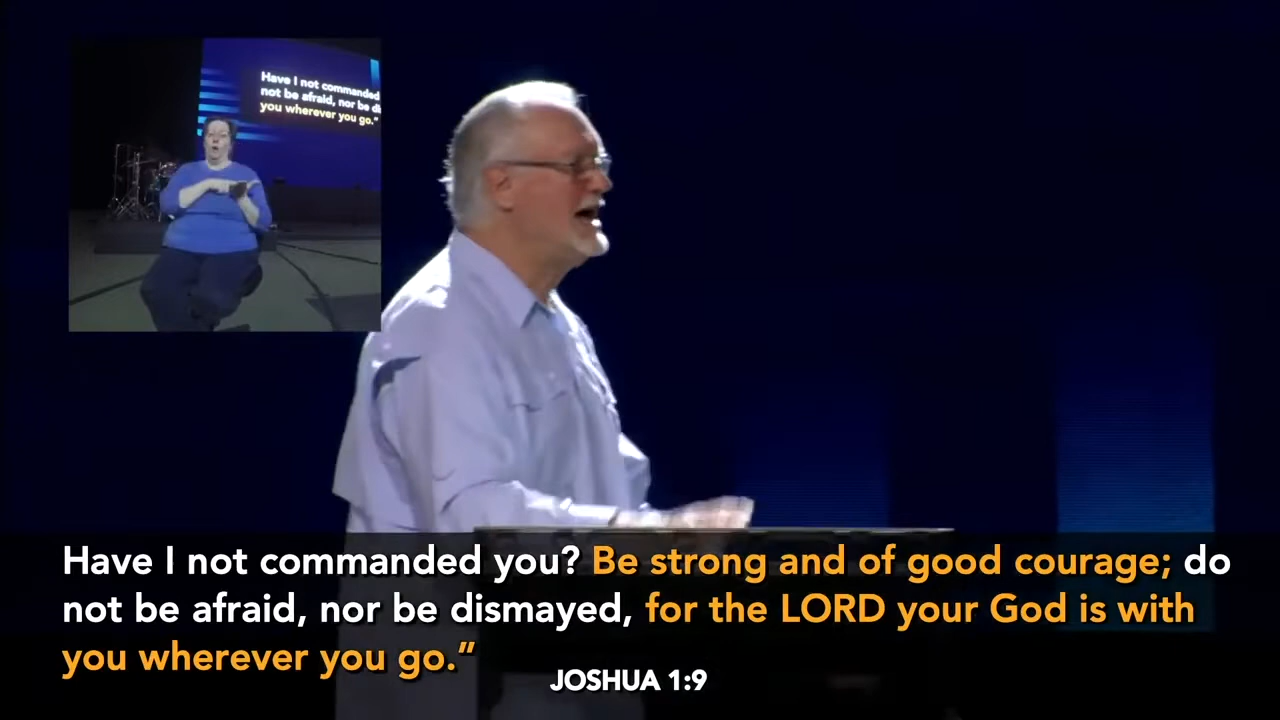 Have I not commanded
not be afraid, nor be di
you wherever you go.”
Have I not commanded you? Be strong and of good courage; do
not be afraid, nor be dismayed, for the LORD your God is with
you wherever you go.”
JOSHUA 1:9